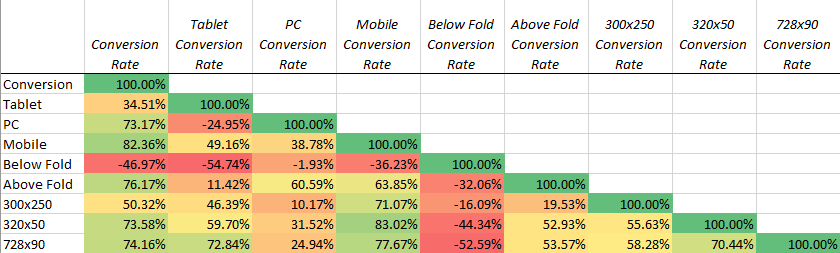 Conversion Rate | Tablet Conversion Rate | PC Conversion Rate | Mobile Conversion Rate | Below Fold Conversion Rate | Above Fold Conversion Rate | 300x250 Conversion Rate | 320x50 Conversion Rate | 728x90 Conversion Rate
Conversion 100.00%
Tablet 34.51% 100.00%
PC 73.17% -24.95% 100.00%
Mobile 82.36% 49.16% 38.78% 100.00%
Below Fold -46.97% -54.74% -1.93% -36.23% 100.00%
Above Fold 76.17% 11.42% 60.59% 63.85% -32.06% 100.00%
300x250 50.32% 46.39% 10.17% 71.07% -16.09% 19.53% 100.00%
320x50 73.58% 59.70% 31.52% 83.02% -44.34% 52.93% 55.63% 100.00%
728x90 74.16% 72.84% 24.94% 77.67% -52.59% 53.57% 58.28% 70.44% 100.00%